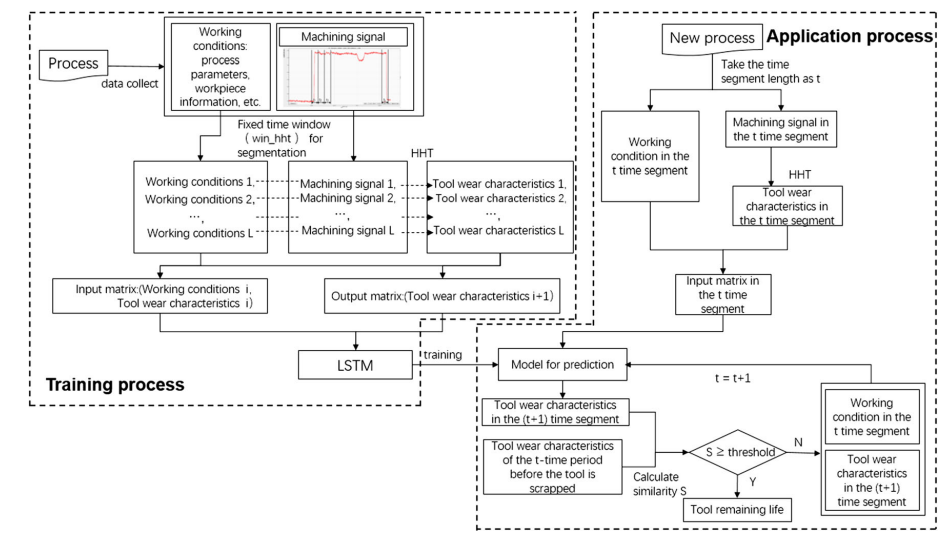 Process
data collect
Working
conditions:
process
parameters,
workpiece
information, etc.
Machining signal
Fixed time window
（win_hht）for
segmentation
HHT
Working conditions 1,
Working conditions 2,
…,
Working conditions L
Machining signal 1,
Machining signal 2,
…,
Machining signal L
Tool wear characteristics 1,
Tool wear characteristics 2,
…,
Tool wear characteristics L
Input matrix:(Working conditions i,
Tool wear characteristics i)
Output matrix:(Tool wear characteristics i+1)
LSTM
training
Training process
New process
Application process
Take the time
segment length as t
Working
condition in the
t time segment
Machining signal in
the t time segment
HHT
Tool wear
characteristics in
the t time segment
Input matrix in
the t time
segment
Model for prediction
t = t+1
Tool wear characteristics
in the (t+1) time segment
Tool wear characteristics
of the t-time period
before the tool is
scrapped
Calculate
similarity S
S ≥ threshold
N
Y
Tool remaining life
Working
condition in the
t time segment
Tool wear
characteristics
in the (t+1)
time segment